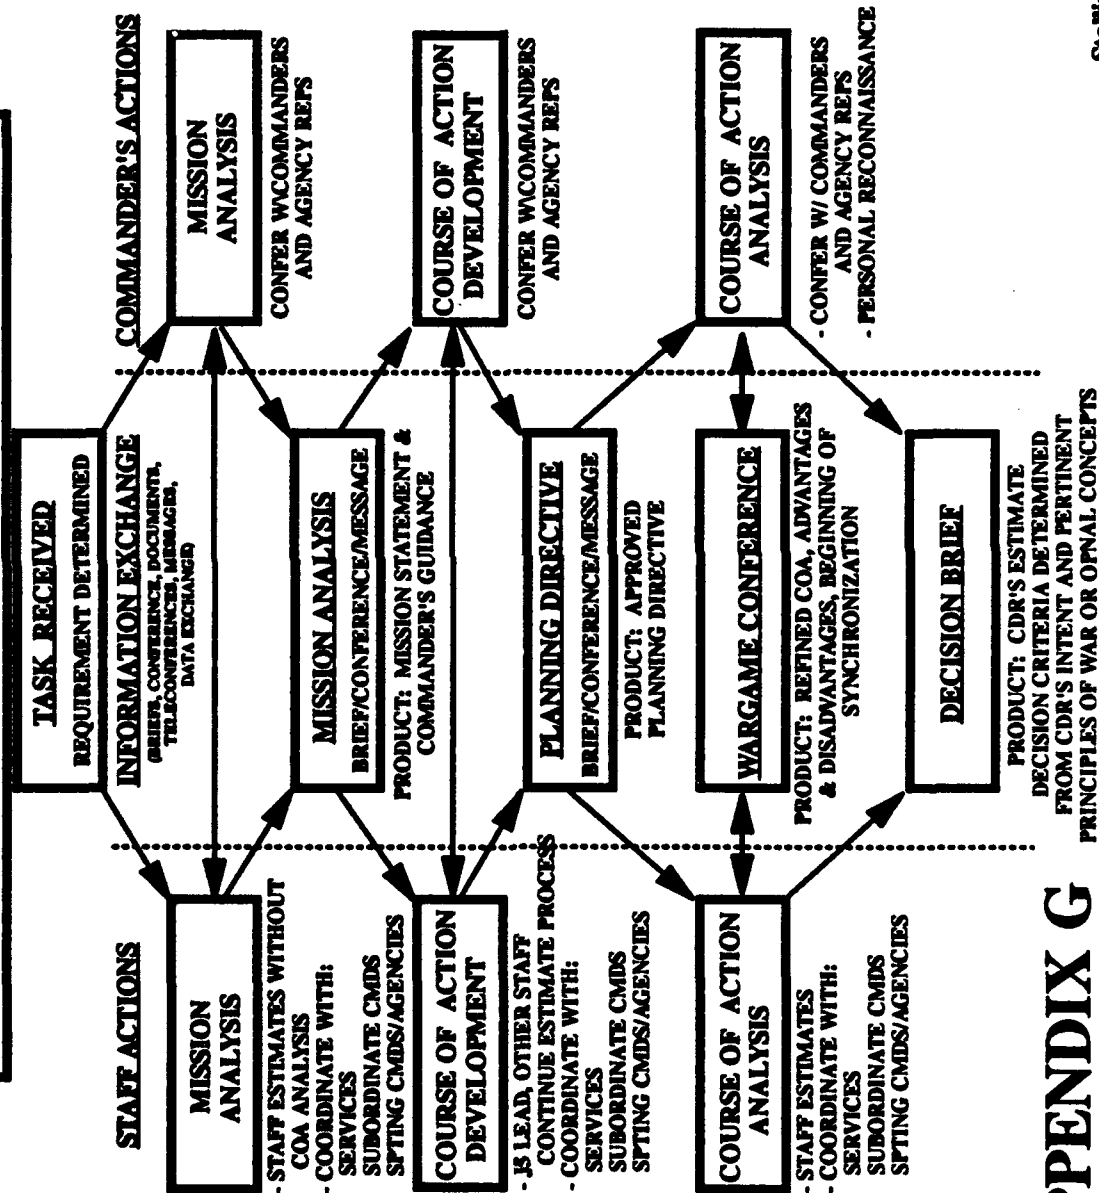 STAFF ACTIONS
MISSION
ANALYSIS
- STAFF ESTIMATES WITHOUT
COA ANALYSIS
- COORDINATE WITH:
SERVICES
SUBORDINATE CMDS
SPTING CMDS/AGENCIES
COURSE OF ACTION
DEVELOPMENT
- J5 LEAD, OTHER STAFF
CONTINUE ESTIMATE PROCESS
- COORDINATE WITH:
SERVICES
SUBORDINATE CMDS
SPTING CMDS/AGENCIES
COURSE OF ACTION
ANALYSIS
- STAFF ESTIMATES
- COORDINATE WITH:
SERVICES
SUBORDINATE CMDS
SPTING CMDS/AGENCIES
TASK RECEIVED
REQUIREMENT DETERMINED
INFORMATION EXCHANGE
(BRIEFS, CONFERENCE, DOCUMENTS,
TELECONFERENCES, MESSAGES,
DATA EXCHANGE)
MISSION ANALYSIS
BRIEF/CONFERENCE/MESSAGE
PRODUCT: MISSION STATEMENT &
COMMANDER'S GUIDANCE
PLANNING DIRECTIVE
BRIEF/CONFERENCE/MESSAGE
PRODUCT: APPROVED
PLANNING DIRECTIVE
WARGAME CONFERENCE
PRODUCT: REFINED COA, ADVANTAGES
& DISADVANTAGES, BEGINNING OF
SYNCHRONIZATION
DECISION BRIEF
PRODUCT: CDR'S ESTIMATE
DECISION CRITERIA DETERMINED
FROM CDR'S INTENT AND PERTINENT
PRINCIPLES OF WAR OR OPNAL CONCEPTS
COMMANDER'S ACTIONS
MISSION
ANALYSIS
CONFER W\COMMANDERS
AND AGENCY REPS
COURSE OF ACTION
DEVELOPMENT
CONFER W\COMMANDERS
AND AGENCY REPS
COURSE OF ACTION
ANALYSIS
- CONFER W/ COMMANDERS
AND AGENCY REPS
- PERSONAL RECONNAISSANCE
PPENDIX G